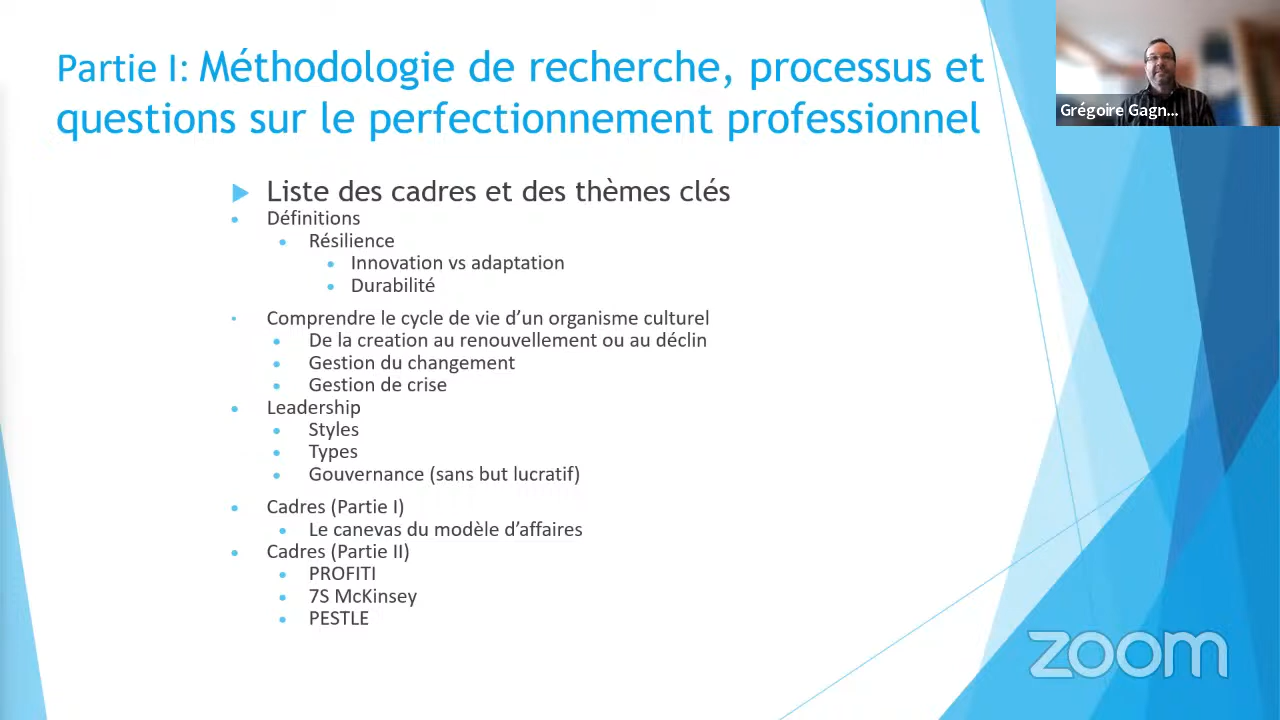 Partie I: Méthodologie de recherche, processus et
questions sur le perfectionnement professionnel
Grégoire Gagn...
Liste des cadres et des thèmes clés
Définitions
Résilience
Innovation vs adaptation
Durabilité
Comprendre le cycle de vie d’un organisme culturel
De la creation au renouvellement ou au déclin
Gestion du changement
Gestion de crise
Leadership
Styles
Types
Gouvernance (sans but lucratif)
Cadres (Partie I)
Le canevas du modèle d’affaires
Cadres (Partie II)
PROFITI
7S McKinsey
PESTLE
zoom